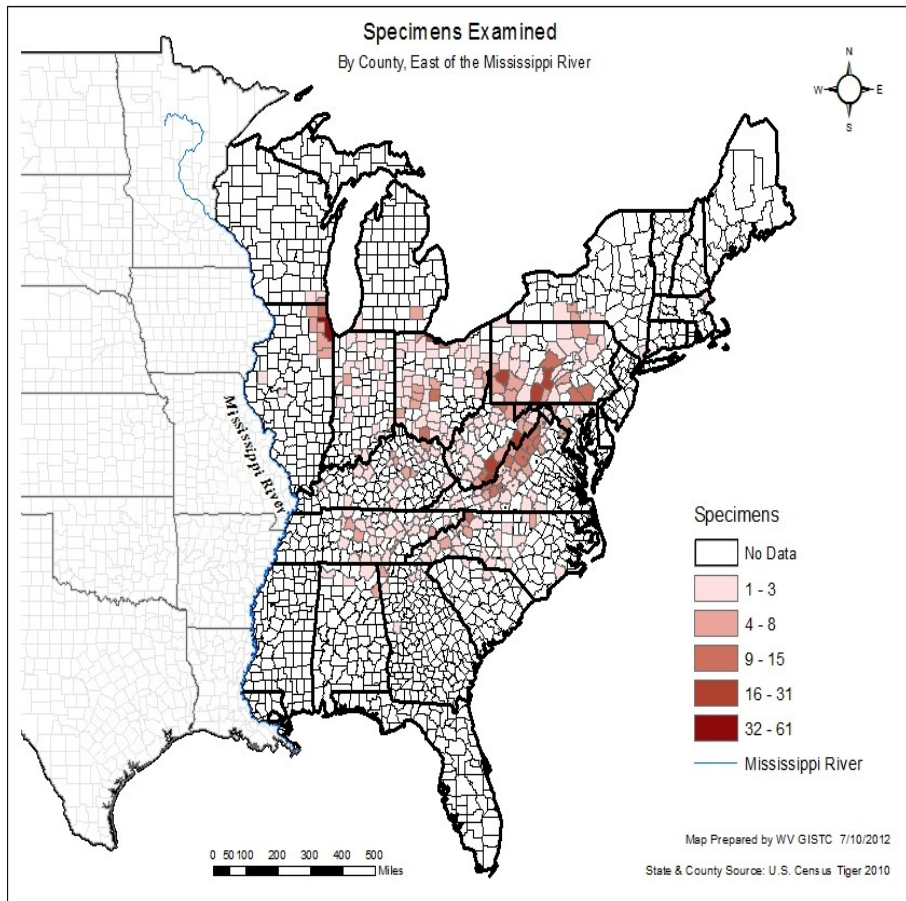 Specimens Examined
By County, East of the Mississippi River
N
W E
S
Mississippi River
Specimens
No Data
1 - 3
4 - 8
9 - 15
16 - 31
32 - 61
Mississippi River
0 50 100 200 300 400 500
Miles
Map Prepared by WV GISTC 7/10/2012
State & County Source: U.S. Census Tiger 2010